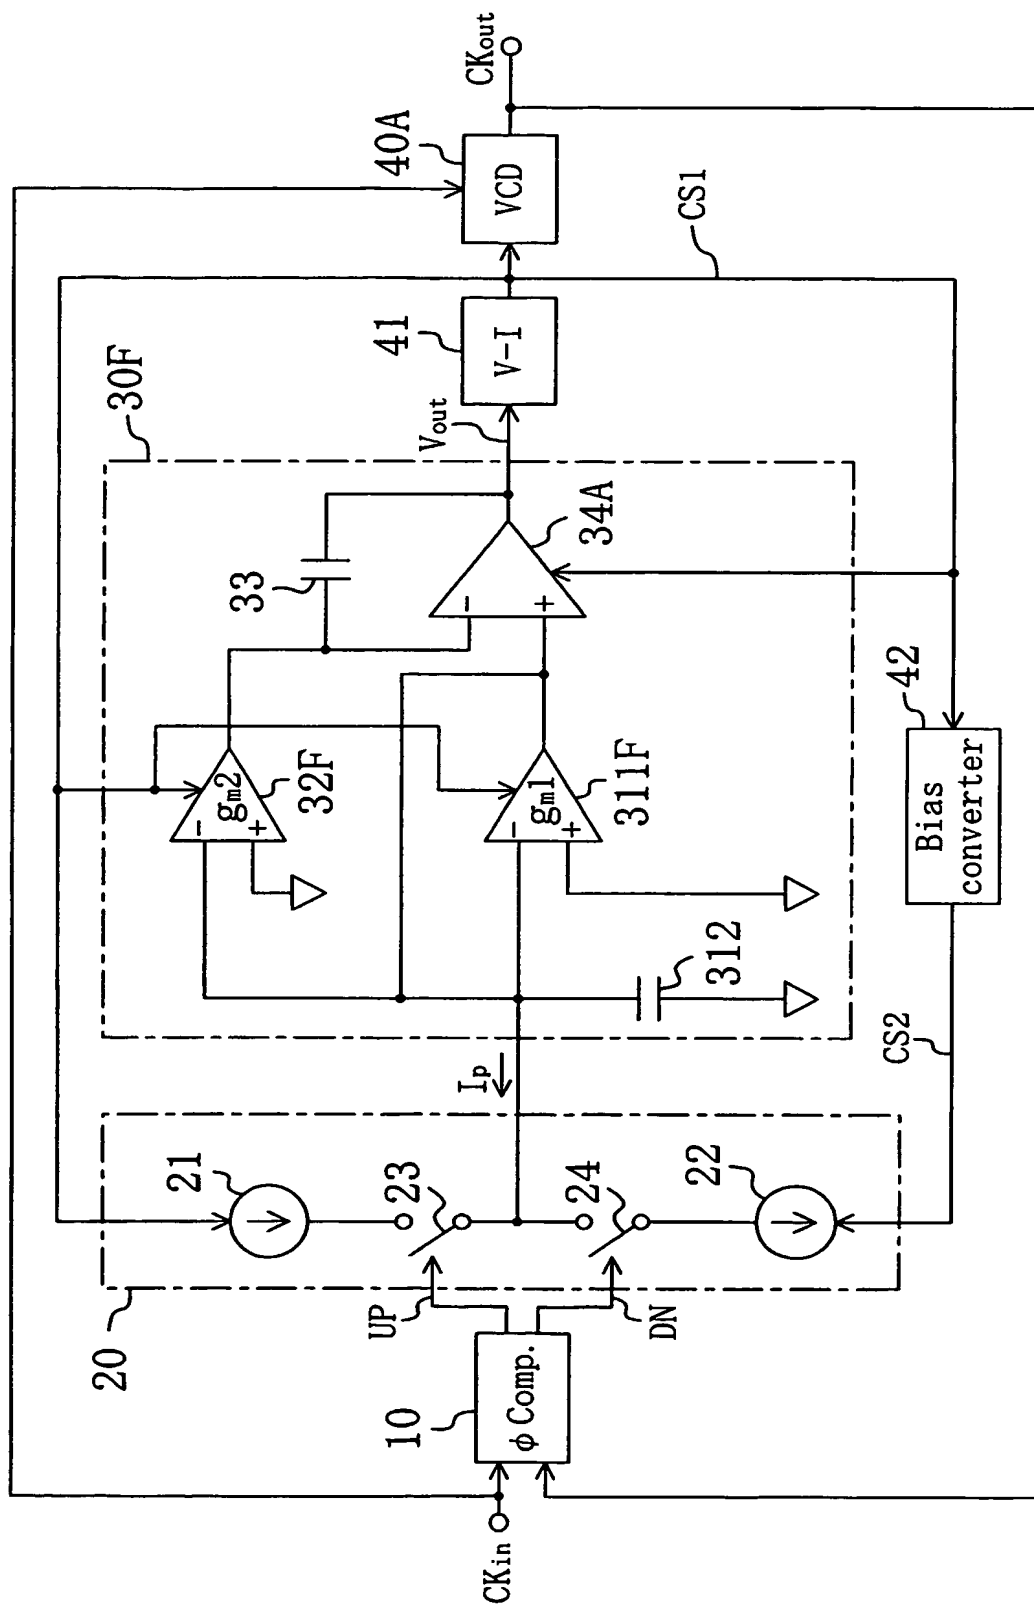 CKin
10
φ Comp.
UP
DN
20
21
23
24
22
Ip
CS2
30F
312
gm2
- +
32F
gm1
- +
311F
33
- +
34A
Vout
41
V-I
42
Bias
converter
CS1
40A
VCD
CKout